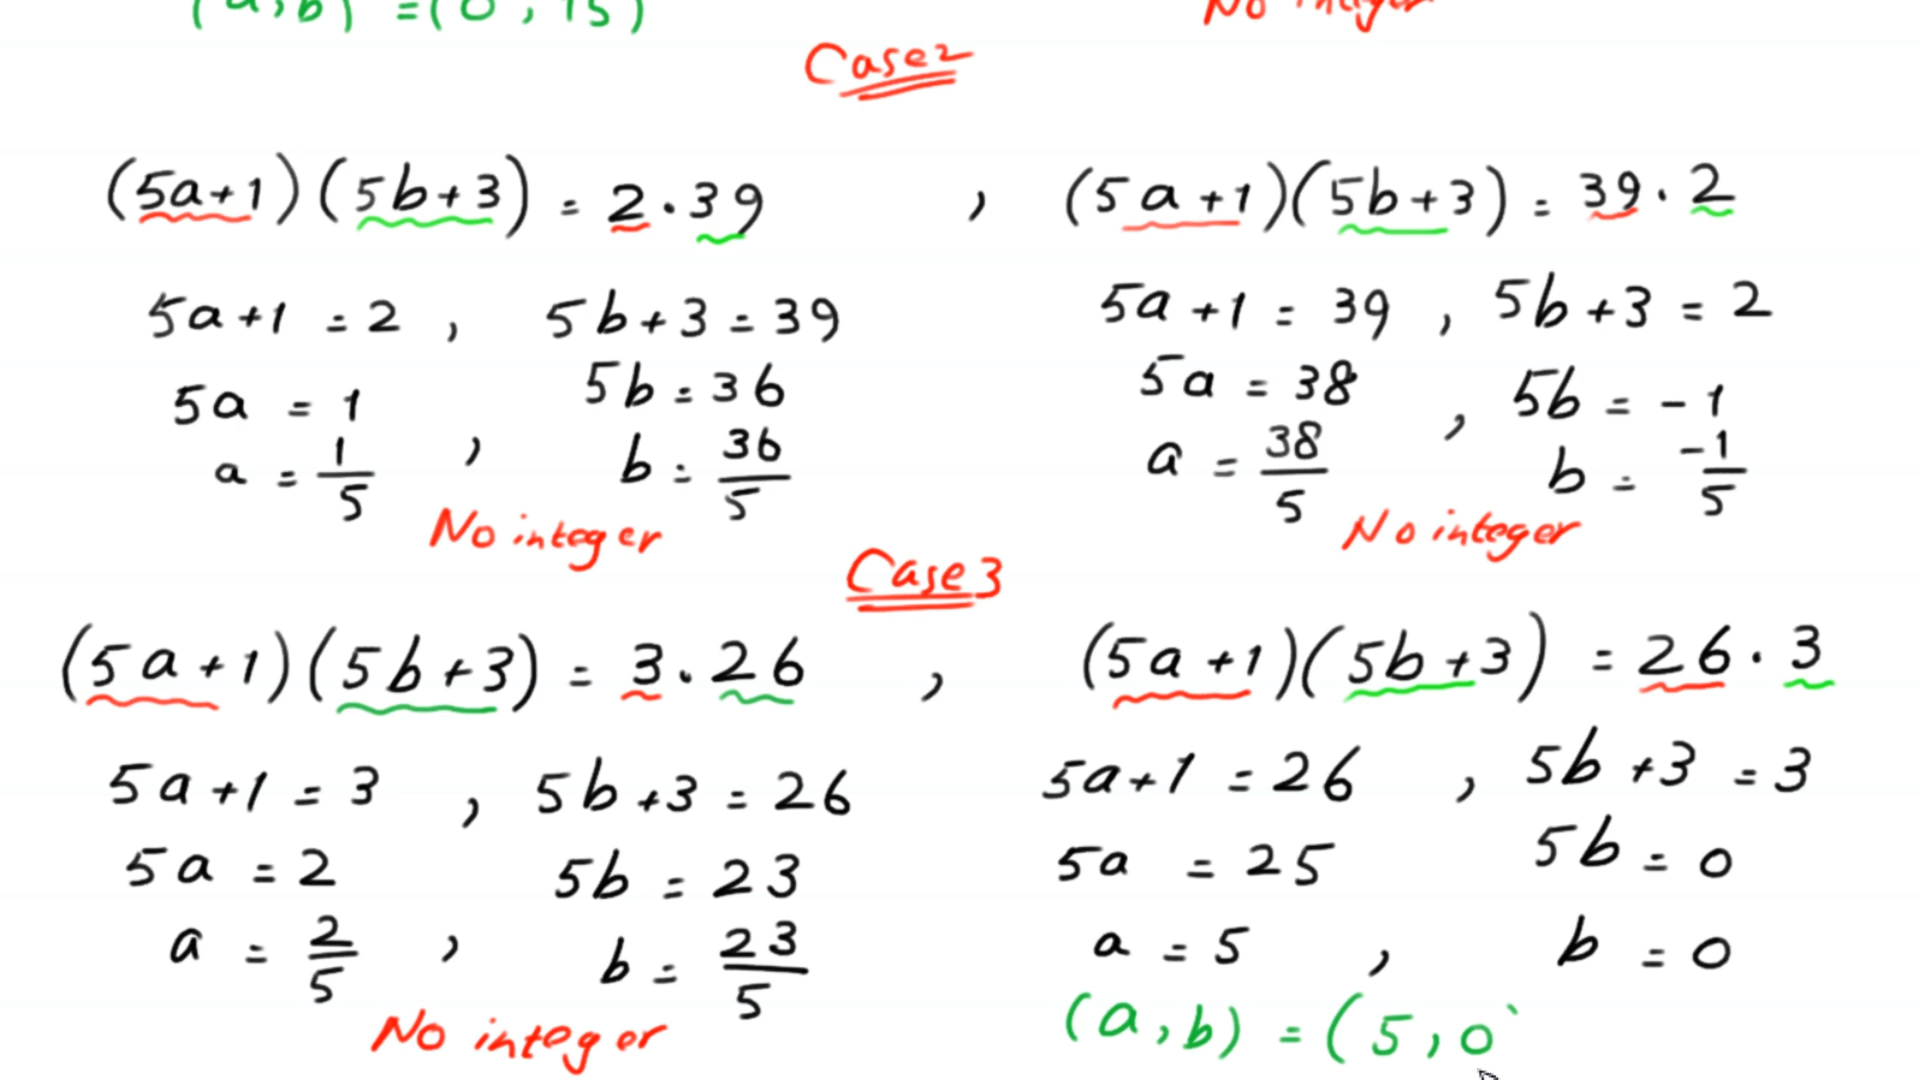 (a,b) = (0, 15)
No integer
Case2
(5a+1)(5b+3) = 2·39 , (5a+1)(5b+3) = 39·2
5a+1 = 2 , 5b+3 = 39
5a = 1 5b = 36
a = 1/5 , b = 36/5
No integer
5a+1 = 39 , 5b+3 = 2
5a = 38 , 5b = -1
a = 38/5 b = -1/5
No integer
Case3
(5a+1)(5b+3) = 3·26 , (5a+1)(5b+3) = 26·3
5a+1 = 3 , 5b+3 = 26
5a = 2 5b = 23
a = 2/5 , b = 23/5
No integer
5a+1 = 26 , 5b+3 = 3
5a = 25 5b = 0
a = 5 , b = 0
(a,b) = (5,0